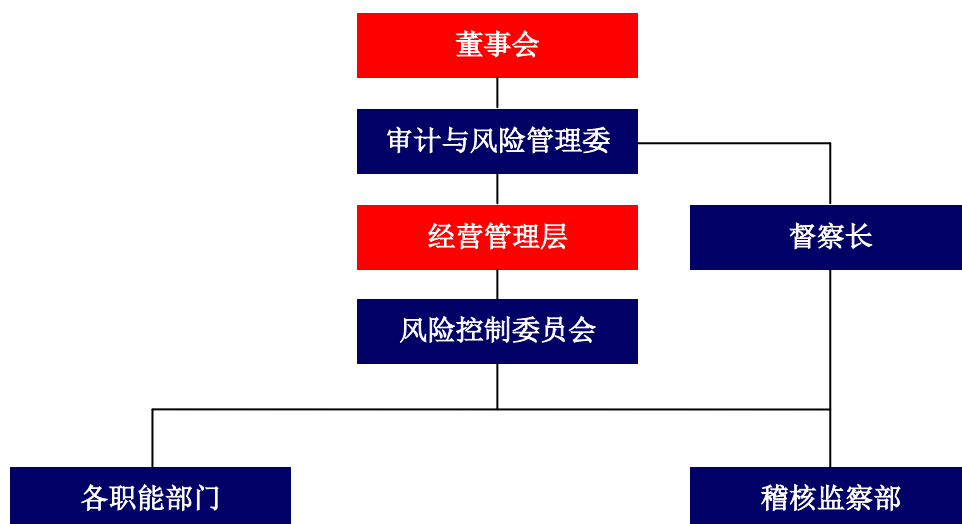 董事会
审计与风险管理委
经营管理层
督察长
风险控制委员会
各职能部门
稽核监察部